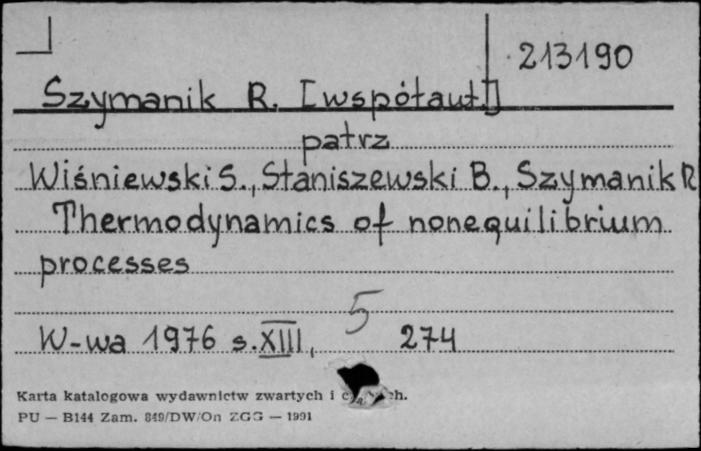 213190
Szymanik R. [współaut.]
patrz
Wiśniewski S., Staniszewski B., Szymanik R
Thermodynamics of nonequilibrium
processes
5
W-wa 1976 s. XIII, 274
Karta katalogowa wydawnictw zwartych i
PU — B144 Zam. 849/DW/On ZGG — 1991